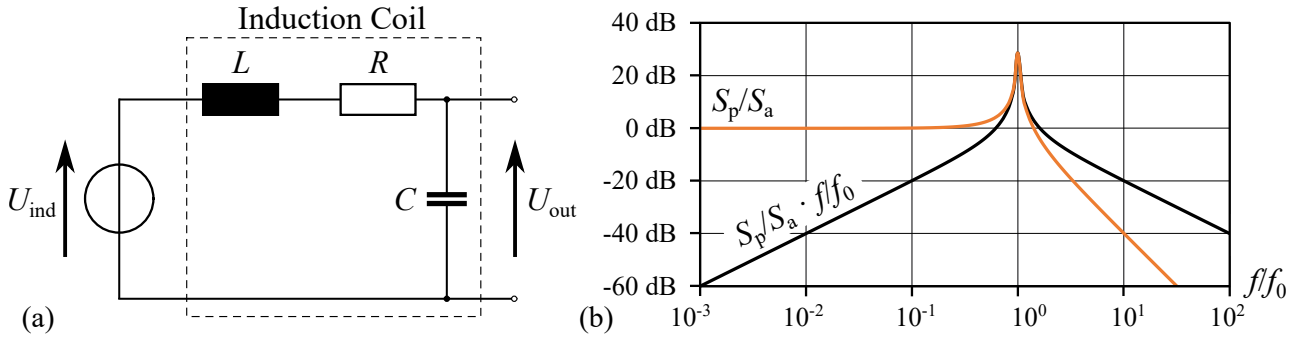 Induction Coil
L
R
U_ind
C
U_out
(a)
40 dB
20 dB
0 dB
-20 dB
-40 dB
-60 dB
S_p/S_a
S_p/S_a · f/f_0
10^-3
10^-2
10^-1
10^0
10^1
10^2
f/f_0
(b)